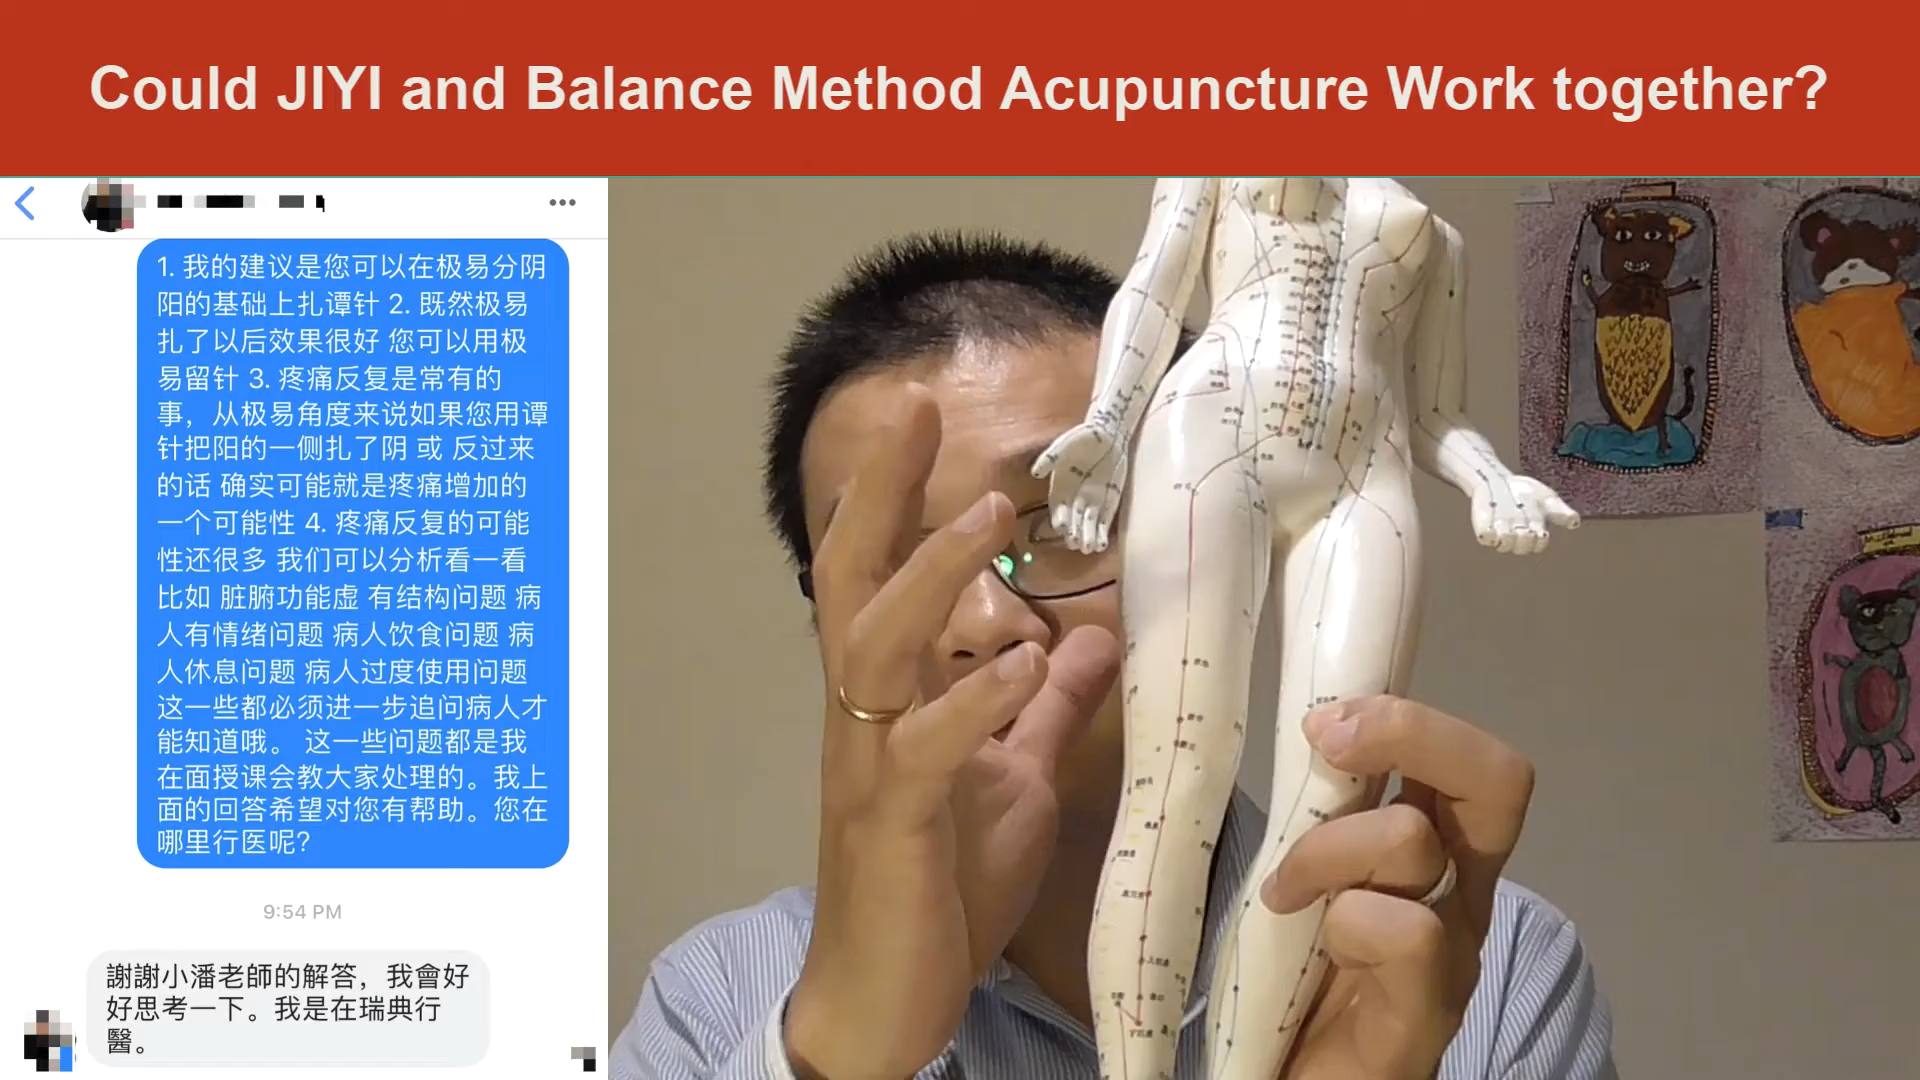 Could JIYI and Balance Method Acupuncture Work together?
1. 我的建议是您可以在极易分阴
阳的基础上扎谭针 2. 既然极易
扎了以后效果很好 您可以用极
易留针 3. 疼痛反复是常有的
事，从极易角度来说如果您用谭
针把阳的一侧扎了阴 或 反过来
的话 确实可能就是疼痛增加的
一个可能性 4. 疼痛反复的可能
性还很多 我们可以分析看一看
比如 脏腑功能虚 有结构问题 病
人有情绪问题 病人饮食问题 病
人休息问题 病人过度使用问题
这一些都必须进一步追问病人才
能知道哦。 这一些问题都是我
在面授课会教大家处理的。我上
面的回答希望对您有帮助。您在
哪里行医呢?
9:54 PM
謝謝小潘老師的解答，我會好
好思考一下。我是在瑞典行
醫。